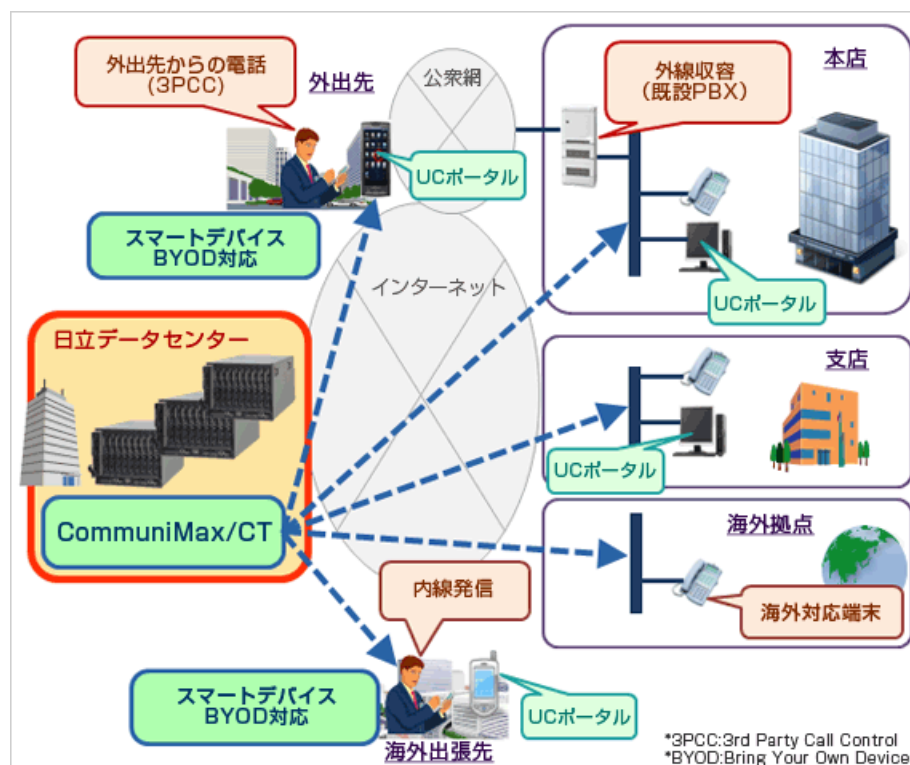 外出先からの電話
(3PCC)
外出先
公衆網
本店
外線収容
(既設PBX)
UCポータル
スマートデバイス
BYOD対応
インターネット
UCポータル
日立データセンター
支店
UCポータル
CommuniMax/CT
海外拠点
内線発信
海外対応端末
スマートデバイス
BYOD対応
UCポータル
海外出張先
*3PCC:3rd Party Call Control
*BYOD:Bring Your Own Device